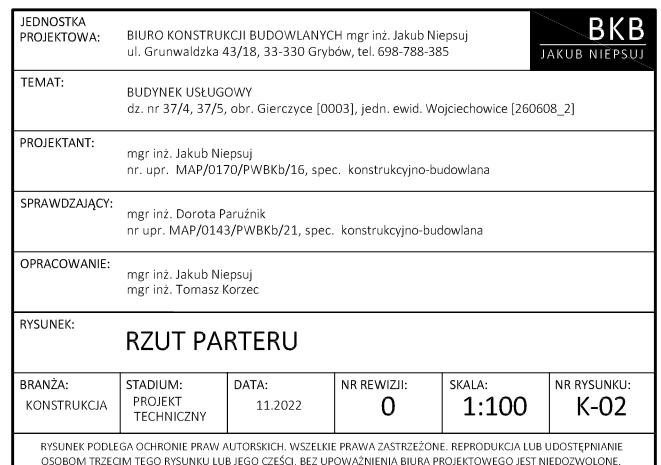 JEDNOSTKA
PROJEKTOWA:
BIURO KONSTRUKCJI BUDOWLANYCH mgr inż. Jakub Niepsuj
ul. Grunwaldzka 43/18, 33-330 Grybów, tel. 698-788-385
BKB
JAKUB NIEPSUJ
TEMAT:
BUDYNEK USŁUGOWY
dz. nr 37/4, 37/5, obr. Gierczyce [0003], jedn. ewid. Wojciechowice [260608_2]
PROJEKTANT:
mgr inż. Jakub Niepsuj
nr. upr. MAP/0170/PWBKb/16, spec. konstrukcyjno-budowlana
SPRAWDZAJĄCY:
mgr inż. Dorota Paruźnik
nr upr. MAP/0143/PWBKb/21, spec. konstrukcyjno-budowlana
OPRACOWANIE:
mgr inż. Jakub Niepsuj
mgr inż. Tomasz Korzec
RYSUNEK:
RZUT PARTERU
BRANŻA:
KONSTRUKCJA
STADIUM:
PROJEKT
TECHNICZNY
DATA:
11.2022
NR REWIZJI:
0
SKALA:
1:100
NR RYSUNKU:
K-02
RYSUNEK PODLEGA OCHRONIE PRAW AUTORSKICH. WSZELKIE PRAWA ZASTRZEŻONE. REPRODUKCJA LUB UDOSTĘPNIANIE
OSOBOM TRZECIM TEGO RYSUNKU LUB JEGO CZĘŚCI, BEZ UPOWAŻNIENIA BIURA PROJEKTOWEGO JEST NIEDOZWOLONE.